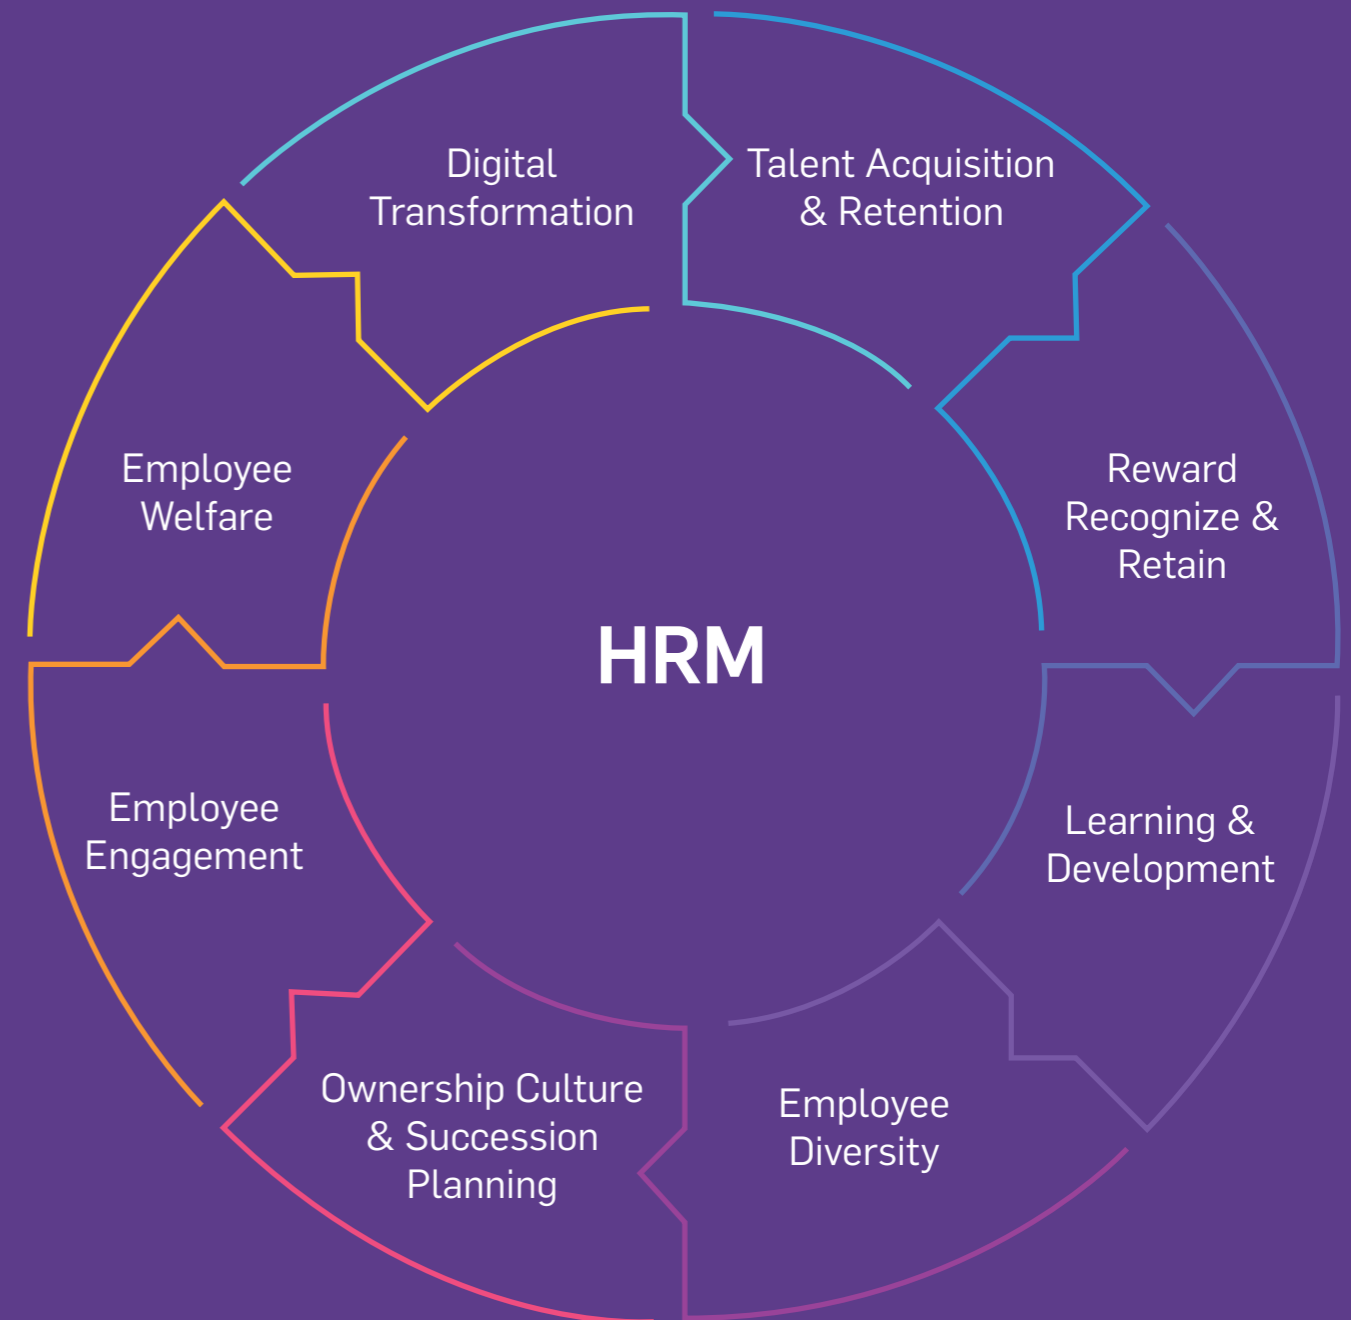 Digital
Transformation
Talent Acquisition
& Retention
Reward
Recognize &
Retain
Learning &
Development
Employee
Diversity
Ownership Culture
& Succession
Planning
Employee
Engagement
Employee
Welfare
HRM